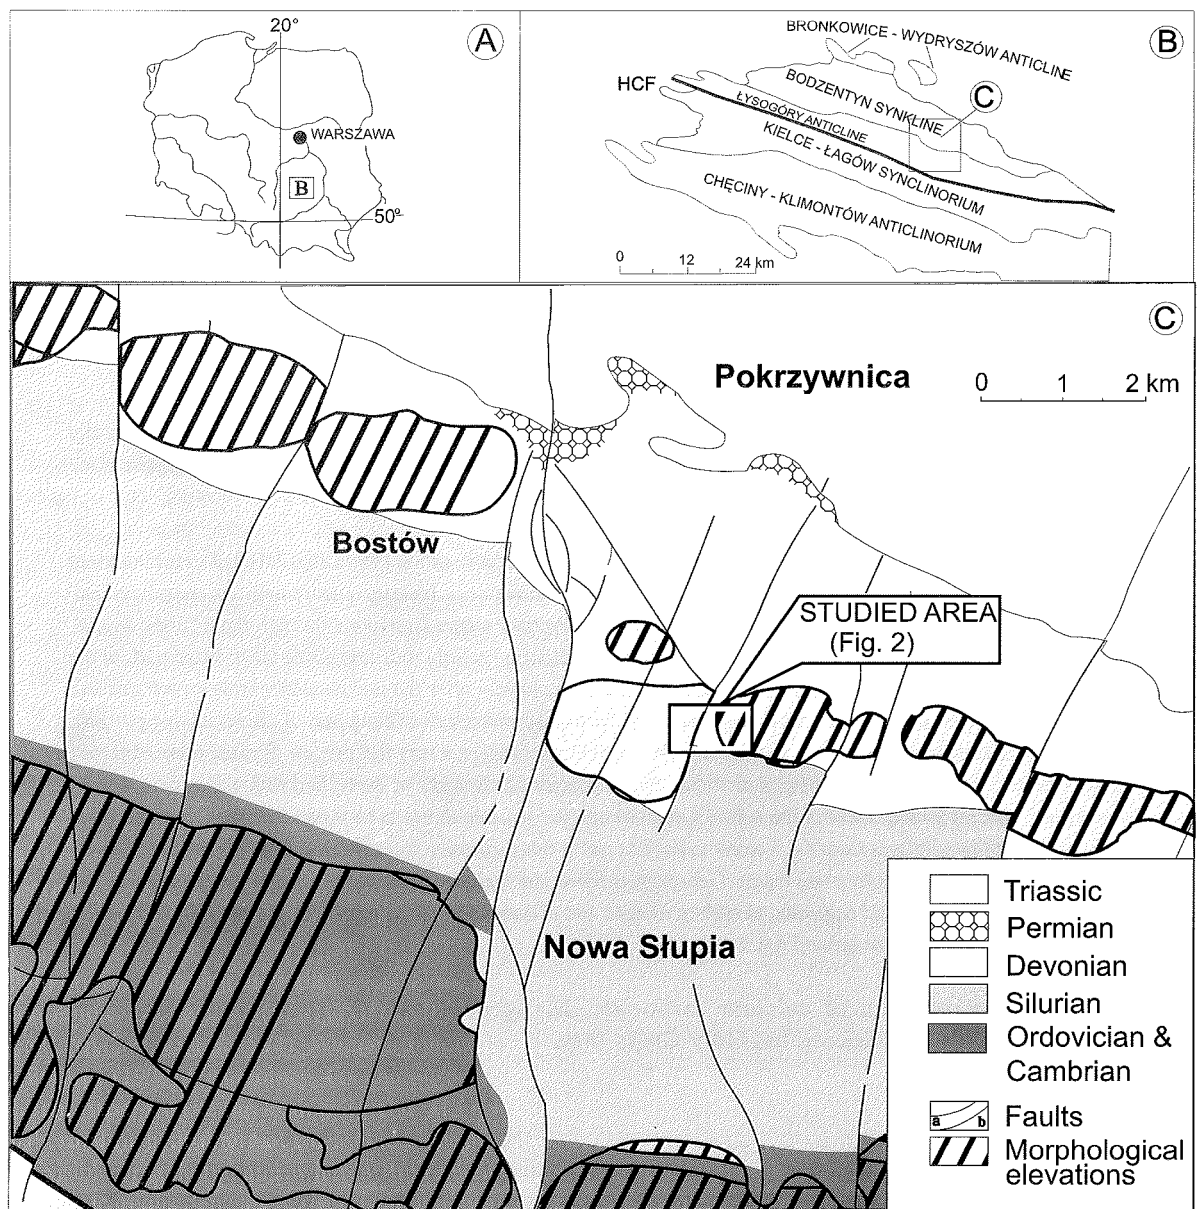 20°
A
WARSZAWA
B
50°
BRONKOWICE - WYDRYSZÓW ANTICLINE
B
HCF
BODZENTYN SYNKLINE
C
ŁYSOGÓRY ANTICLINE
KIELCE - ŁAGÓW SYNCLINORIUM
CHĘCINY - KLIMONTÓW ANTICLINORIUM
0 12 24 km
C
Pokrzywnica
0 1 2 km
Bostów
STUDIED AREA
(Fig. 2)
Nowa Słupia
Triassic
Permian
Devonian
Silurian
Ordovician &
Cambrian
a b Faults
Morphological
elevations